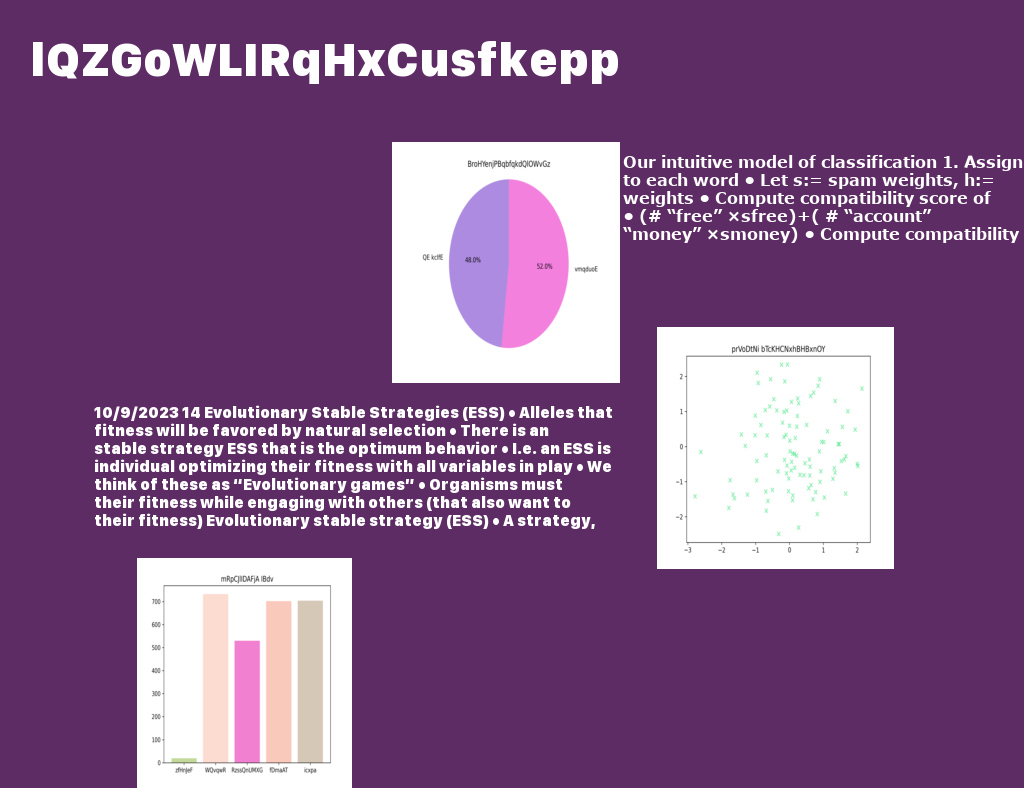 lQZGoWLIRqHxCusfkepp
BroHYenjPBqbfqkdQlOWvGz
QE kclfE
48.0%
52.0%
vmqduoE
Our intuitive model of classification 1. Assign
to each word • Let s:= spam weights, h:=
weights • Compute compatibility score of
• (# “free” ×sfree)+( # “account”
“money” ×smoney) • Compute compatibility
prVoDtNi bTcKHCNxhBHBxnOY
2
1
0
−1
−2
−3 −2 −1 0 1 2
10/9/2023 14 Evolutionary Stable Strategies (ESS) • Alleles that
fitness will be favored by natural selection • There is an
stable strategy ESS that is the optimum behavior • I.e. an ESS is
individual optimizing their fitness with all variables in play • We
think of these as “Evolutionary games” • Organisms must
their fitness while engaging with others (that also want to
their fitness) Evolutionary stable strategy (ESS) • A strategy,
700
600
500
400
300
200
100
0
zfHnJeF WQvqwR RzssQnUMXG fDmaAT icxpa